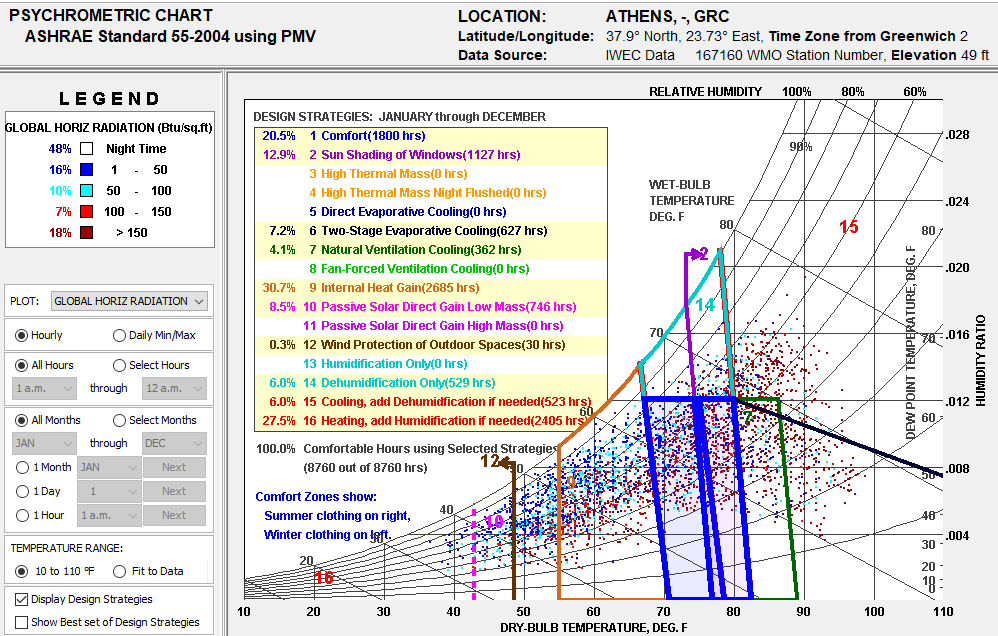 PSYCHROMETRIC CHART
ASHRAE Standard 55-2004 using PMV
LOCATION: ATHENS, -, GRC
Latitude/Longitude: 37.9° North, 23.73° East, Time Zone from Greenwich 2
Data Source: IWEC Data 167160 WMO Station Number, Elevation 49 ft
LEGEND
GLOBAL HORIZ RADIATION (Btu/sq.ft)
48% Night Time
16% 1 - 50
10% 50 - 100
7% 100 - 150
18% > 150
PLOT: GLOBAL HORIZ RADIATION
Hourly Daily Min/Max
All Hours Select Hours
1 a.m. through 12 a.m.
All Months Select Months
JAN through DEC
1 Month JAN Next
1 Day 1 Next
1 Hour 1 a.m. Next
TEMPERATURE RANGE:
10 to 110 °F Fit to Data
Display Design Strategies
Show Best set of Design Strategies
RELATIVE HUMIDITY 100% 80% 60%
90%
DESIGN STRATEGIES: JANUARY through DECEMBER
20.5% 1 Comfort(1800 hrs)
12.9% 2 Sun Shading of Windows(1127 hrs)
3 High Thermal Mass(0 hrs)
4 High Thermal Mass Night Flushed(0 hrs)
5 Direct Evaporative Cooling(0 hrs)
7.2% 6 Two-Stage Evaporative Cooling(627 hrs)
4.1% 7 Natural Ventilation Cooling(362 hrs)
8 Fan-Forced Ventilation Cooling(0 hrs)
30.7% 9 Internal Heat Gain(2685 hrs)
8.5% 10 Passive Solar Direct Gain Low Mass(746 hrs)
11 Passive Solar Direct Gain High Mass(0 hrs)
0.3% 12 Wind Protection of Outdoor Spaces(30 hrs)
13 Humidification Only(0 hrs)
6.0% 14 Dehumidification Only(529 hrs)
6.0% 15 Cooling, add Dehumidfication if needed(523 hrs)
27.5% 16 Heating, add Humidification if needed(2405 hrs
100.0% Comfortable Hours using Selected Strategies
(8760 out of 8760 hrs)
Comfort Zones show:
Summer clothing on right,
Winter clothing on left.
WET-BULB
TEMPERATURE
DEG. F
80
70
60
40
30
20
2
14
15
12
9
10
16
1
DEW POINT TEMPERATURE, DEG. F
80
70
60
50
40
30
20
10
0
HUMIDITY RATIO
.028
.024
.020
.016
.012
.008
.004
10 20 30 40 50 60 70 80 90 100 110
DRY-BULB TEMPERATURE, DEG. F